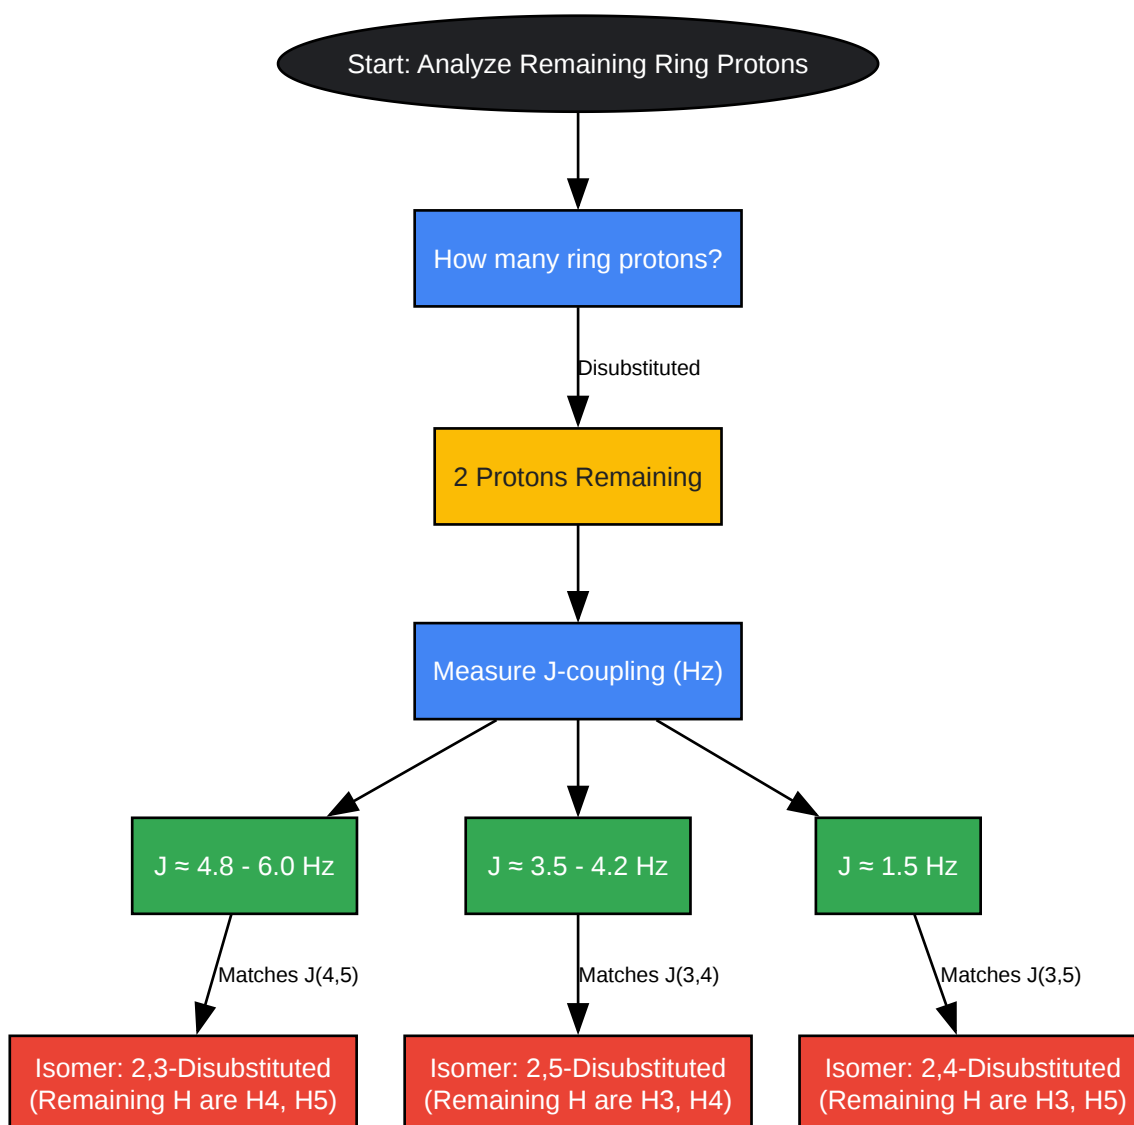 Start: Analyze Remaining Ring Protons
How many ring protons?
Disubstituted
2 Protons Remaining
Measure J-coupling (Hz)
J ≈ 4.8 - 6.0 Hz
J ≈ 3.5 - 4.2 Hz
J ≈ 1.5 Hz
Matches J(4,5)
Matches J(3,4)
Matches J(3,5)
Isomer: 2,3-Disubstituted
(Remaining H are H4, H5)
Isomer: 2,5-Disubstituted
(Remaining H are H3, H4)
Isomer: 2,4-Disubstituted
(Remaining H are H3, H5)